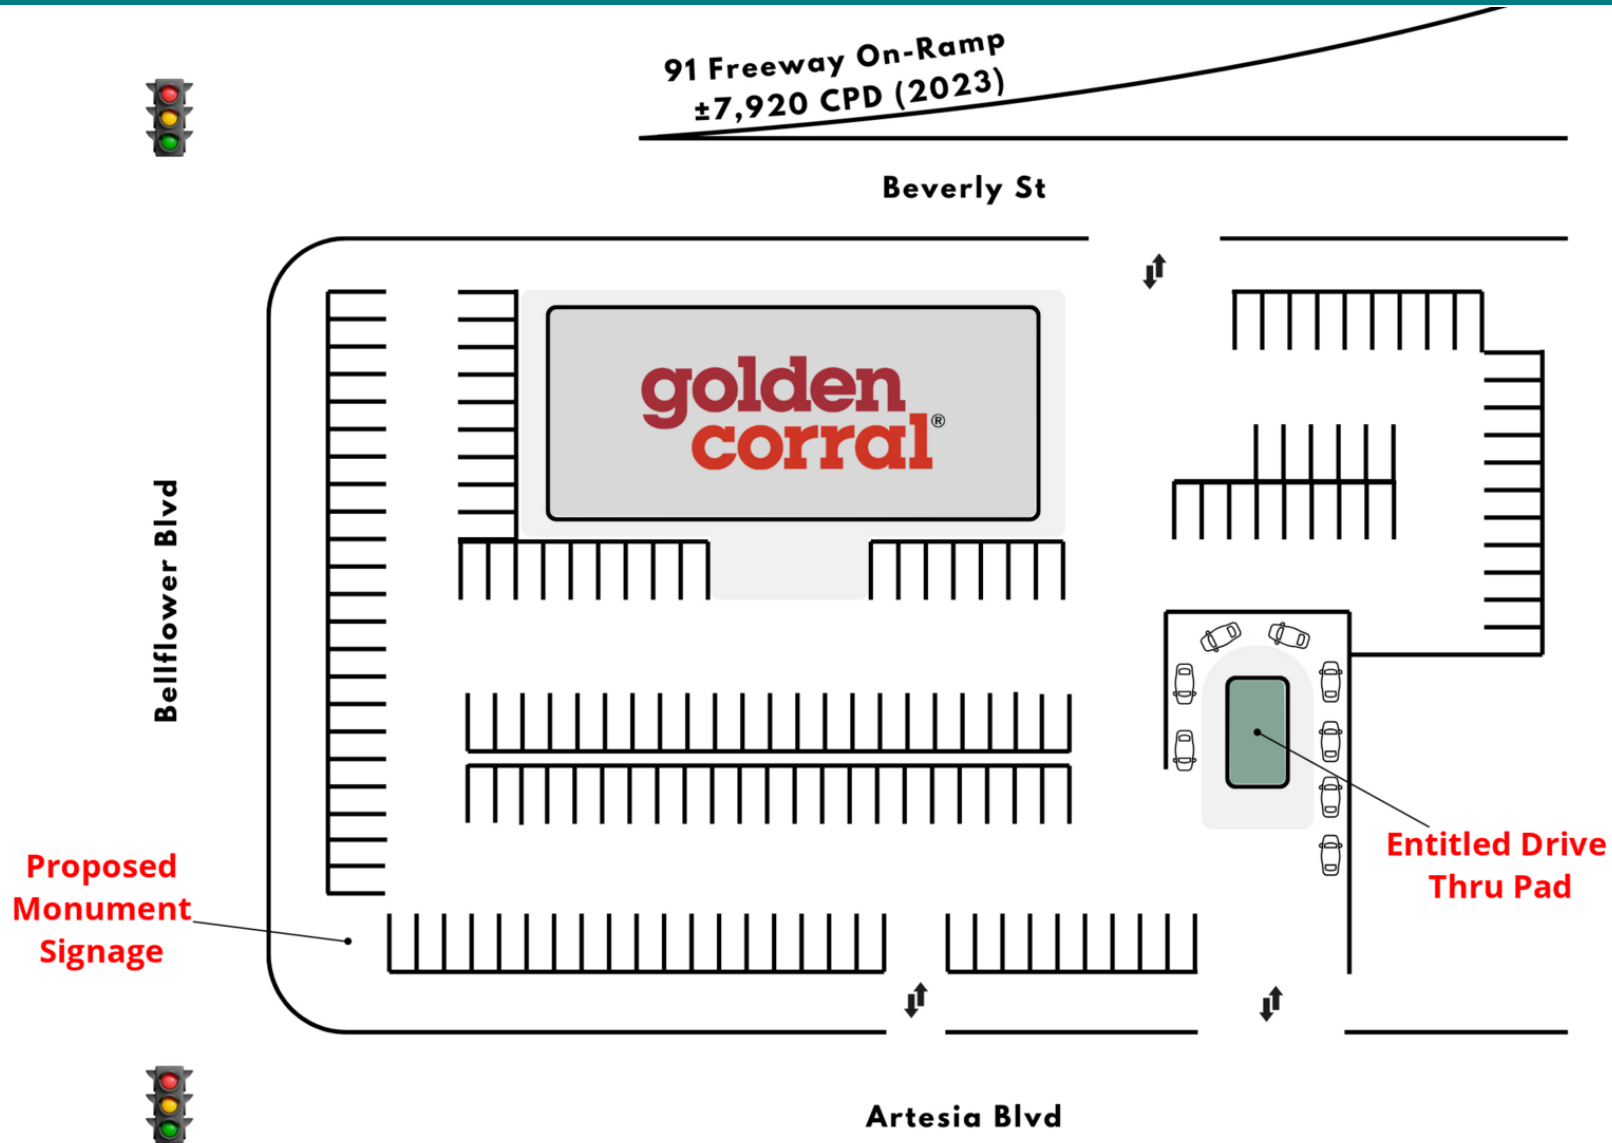 91 Freeway On-Ramp
±7,920 CPD (2023)
Beverly St
golden
corral®
Bellflower Blvd
Proposed
Monument
Signage
Entitled Drive
Thru Pad
Artesia Blvd